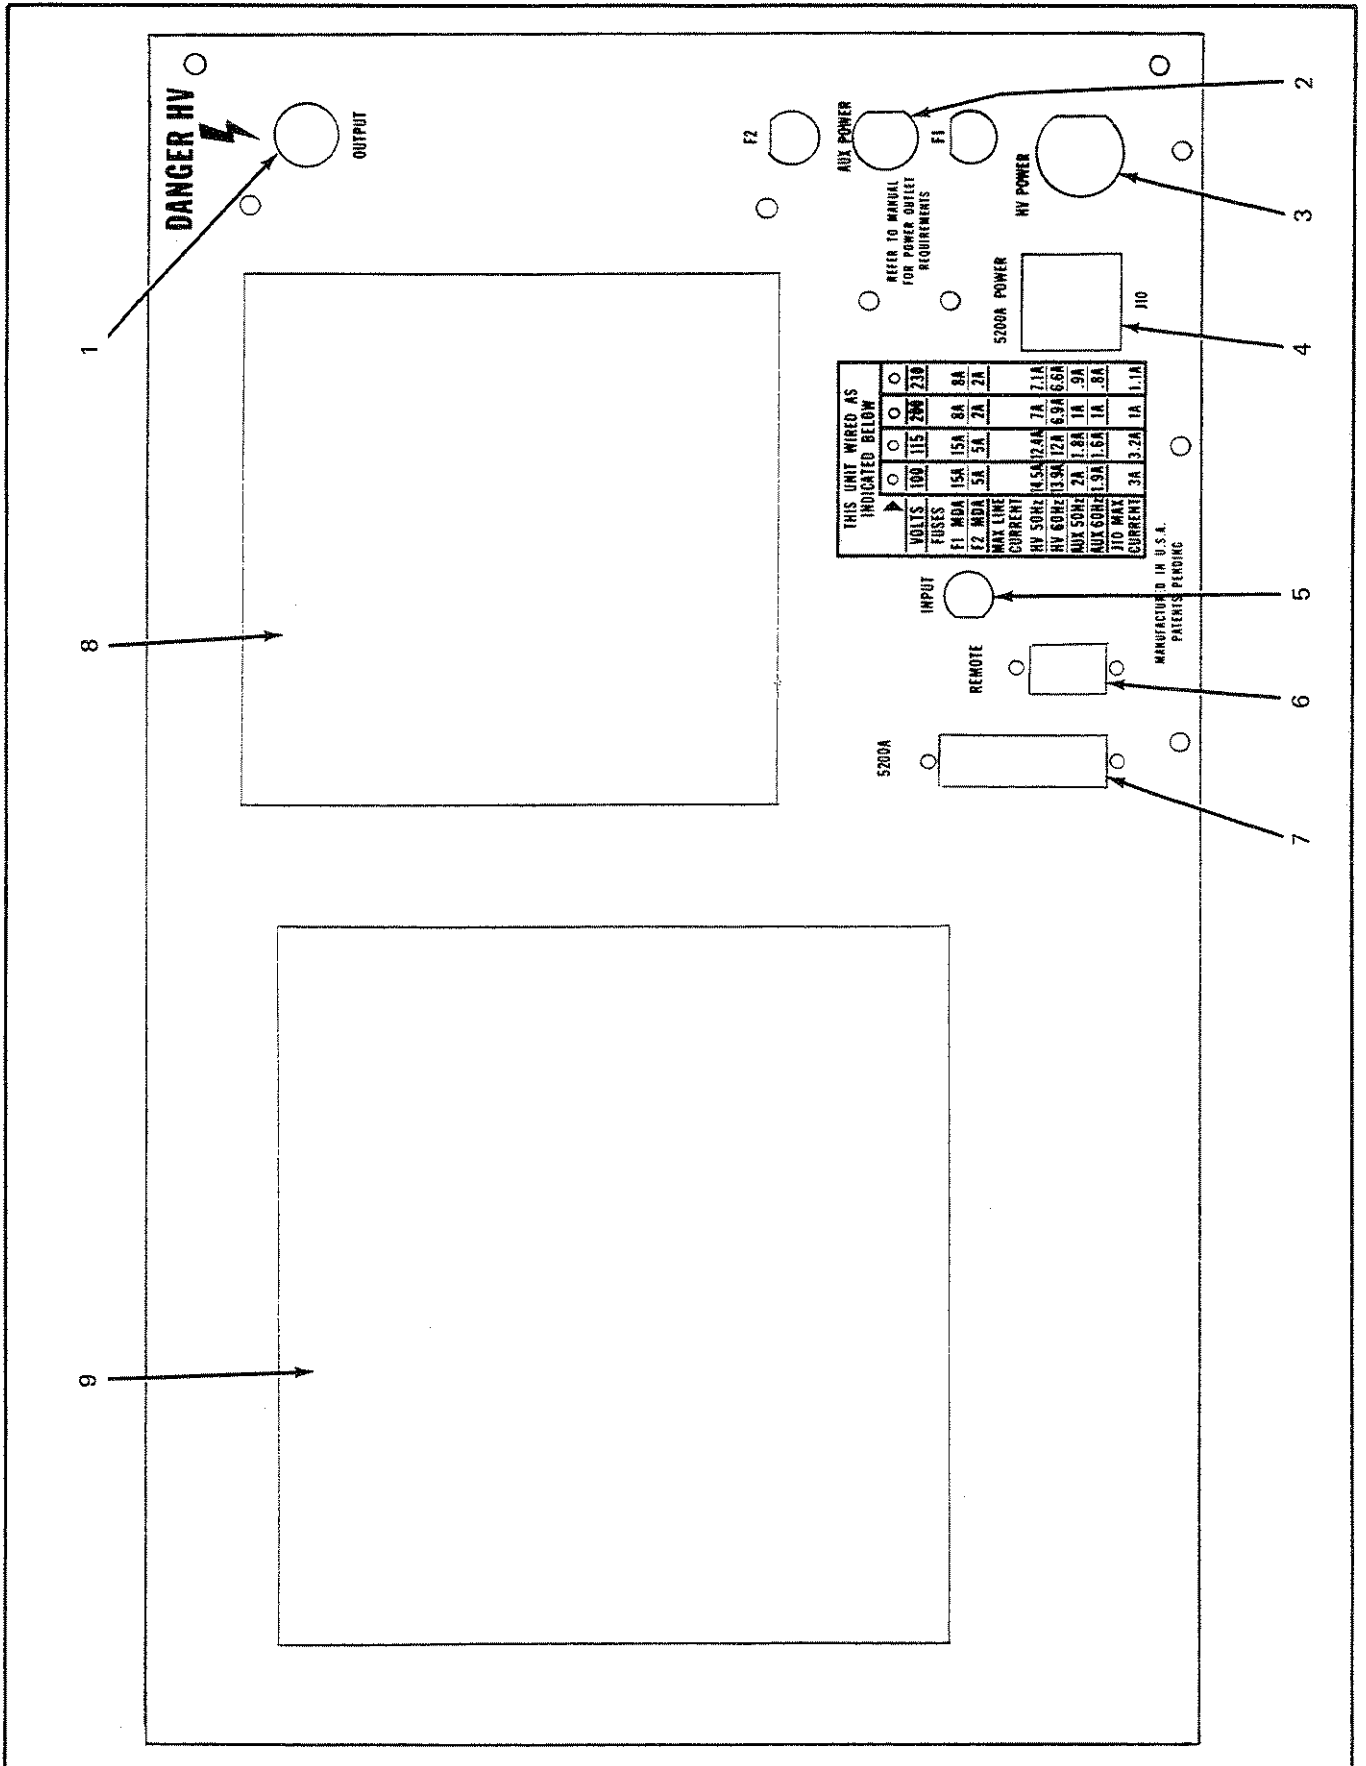 DANGER HV
OUTPUT
F2
AUX POWER
F1
REFER TO MANUAL
FOR POWER OUTLET
REQUIREMENTS
HV POWER
5200A POWER
J10
THIS UNIT WIRED AS
INDICATED BELOW
VOLTS 100 115 200 230
FUSES
F1 MDA 15A 15A 8A 8A
F2 MDA 5A 5A 2A 2A
MAX LINE
CURRENT
HV 50Hz 14.5A 12.4A 7A 7.1A
HV 60Hz 13.9A 12A 6.9A 6.6A
AUX 50Hz 2A 1.8A 1A .9A
AUX 60Hz 1.9A 1.6A 1A .8A
J10 MAX
CURRENT 3A 3.2A 1A 1.1A
INPUT
REMOTE
5200A
MANUFACTURED IN U.S.A.
PATENTS PENDING
1
2
3
4
5
6
7
8
9